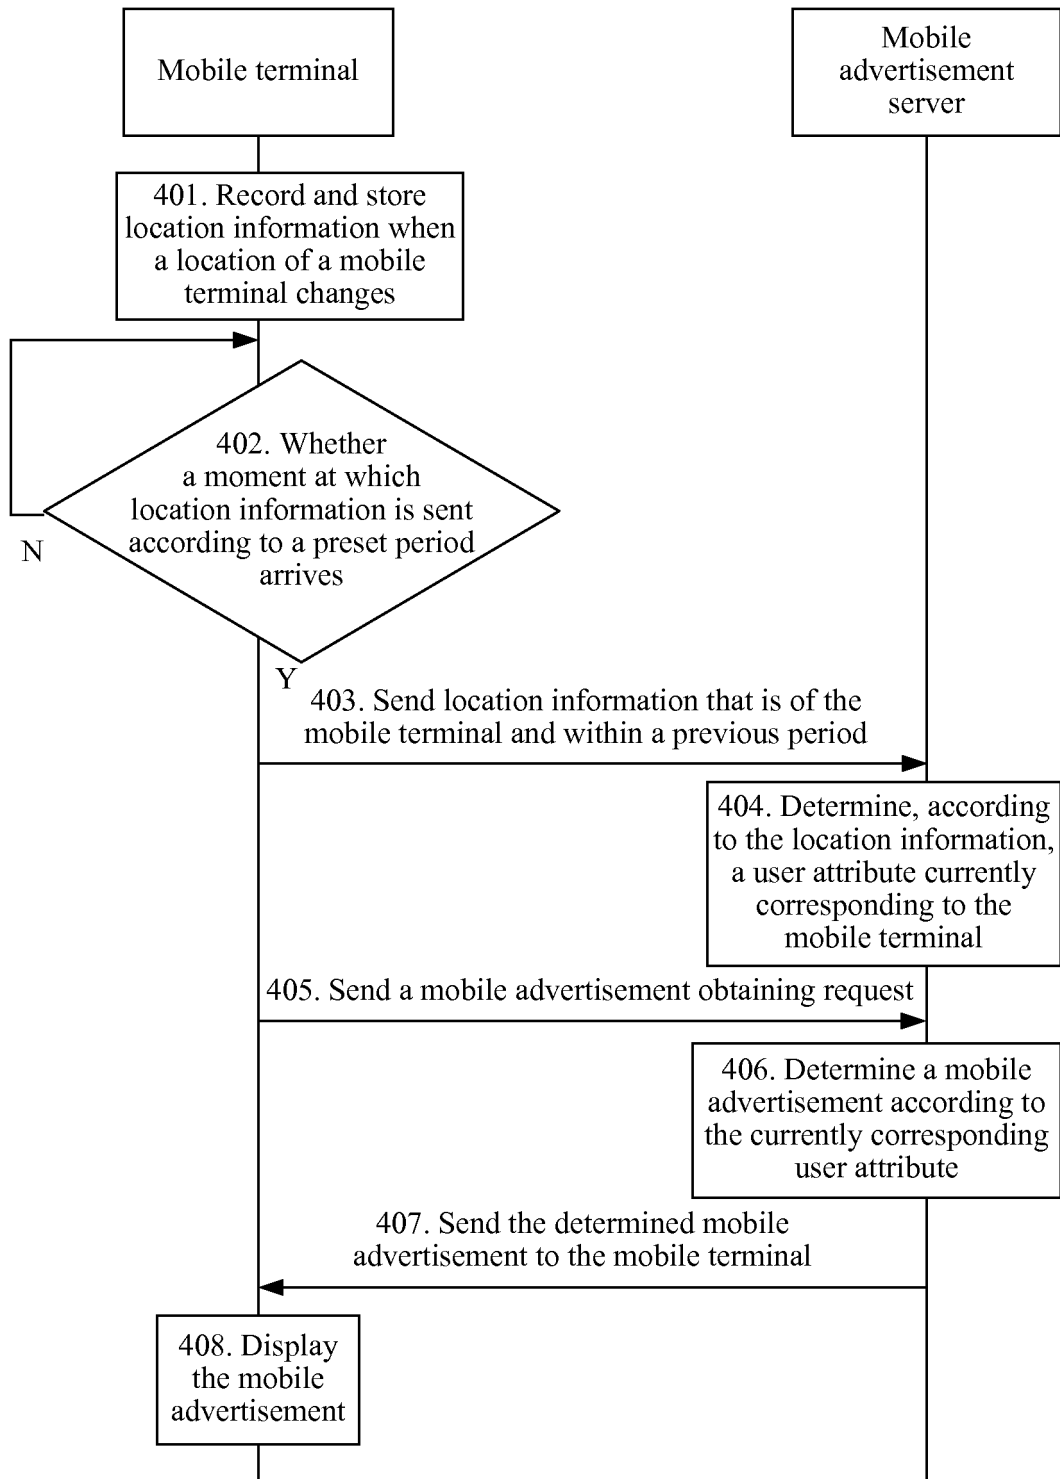 Mobile terminal
Mobile
advertisement
server
401. Record and store
location information when
a location of a mobile
terminal changes
402. Whether
a moment at which
location information is sent
according to a preset period
arrives
N
Y
403. Send location information that is of the
mobile terminal and within a previous period
404. Determine, according
to the location information,
a user attribute currently
corresponding to the
mobile terminal
405. Send a mobile advertisement obtaining request
406. Determine a mobile
advertisement according to
the currently corresponding
user attribute
407. Send the determined mobile
advertisement to the mobile terminal
408. Display
the mobile
advertisement